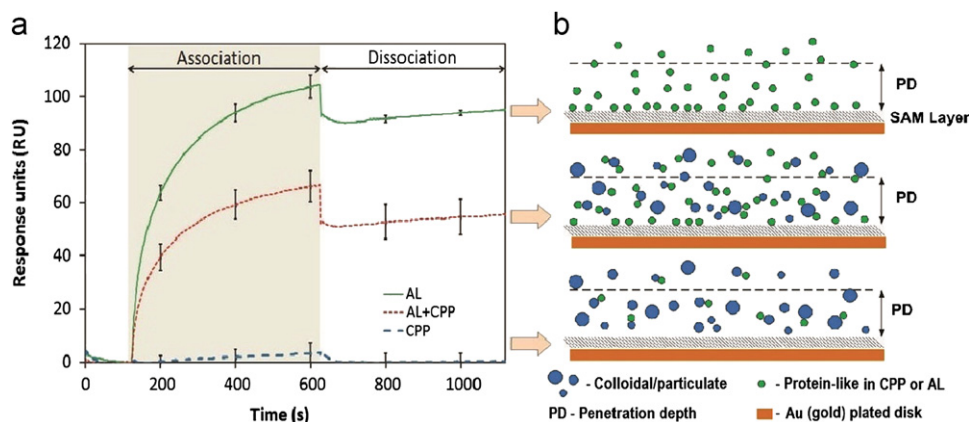 a
b
120
100
80
60
40
20
0
Response units (RU)
Association
Dissociation
AL
AL+CPP
CPP
0 200 400 600 800 1000
Time (s)
PD
SAM Layer
PD
PD
- Colloidal/particulate
- Protein-like in CPP or AL
PD - Penetration depth
- Au (gold) plated disk